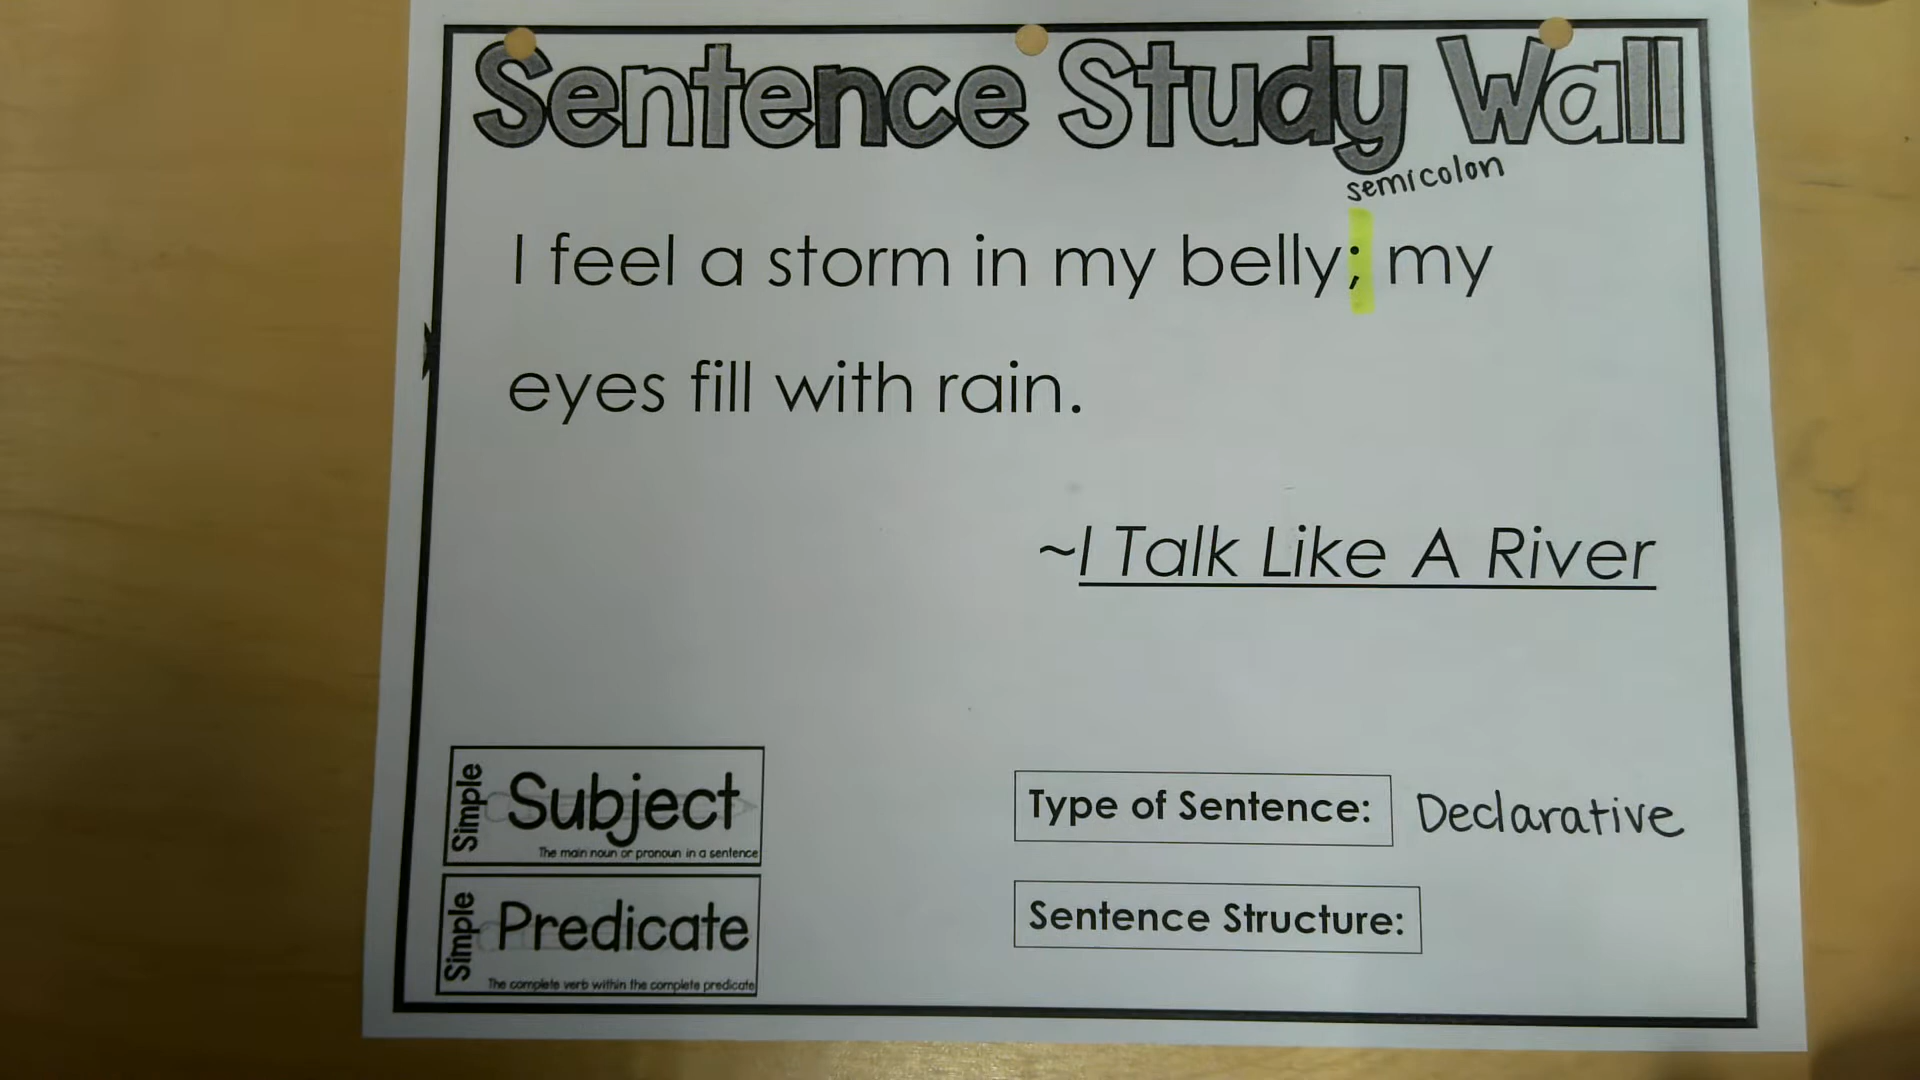 Sentence Study Wall
semicolon
I feel a storm in my belly; my
eyes fill with rain.
~I Talk Like A River
Simple
Subject
The main noun or pronoun in a sentence
Simple
Predicate
The complete verb within the complete predicate
Type of Sentence: Declarative
Sentence Structure: